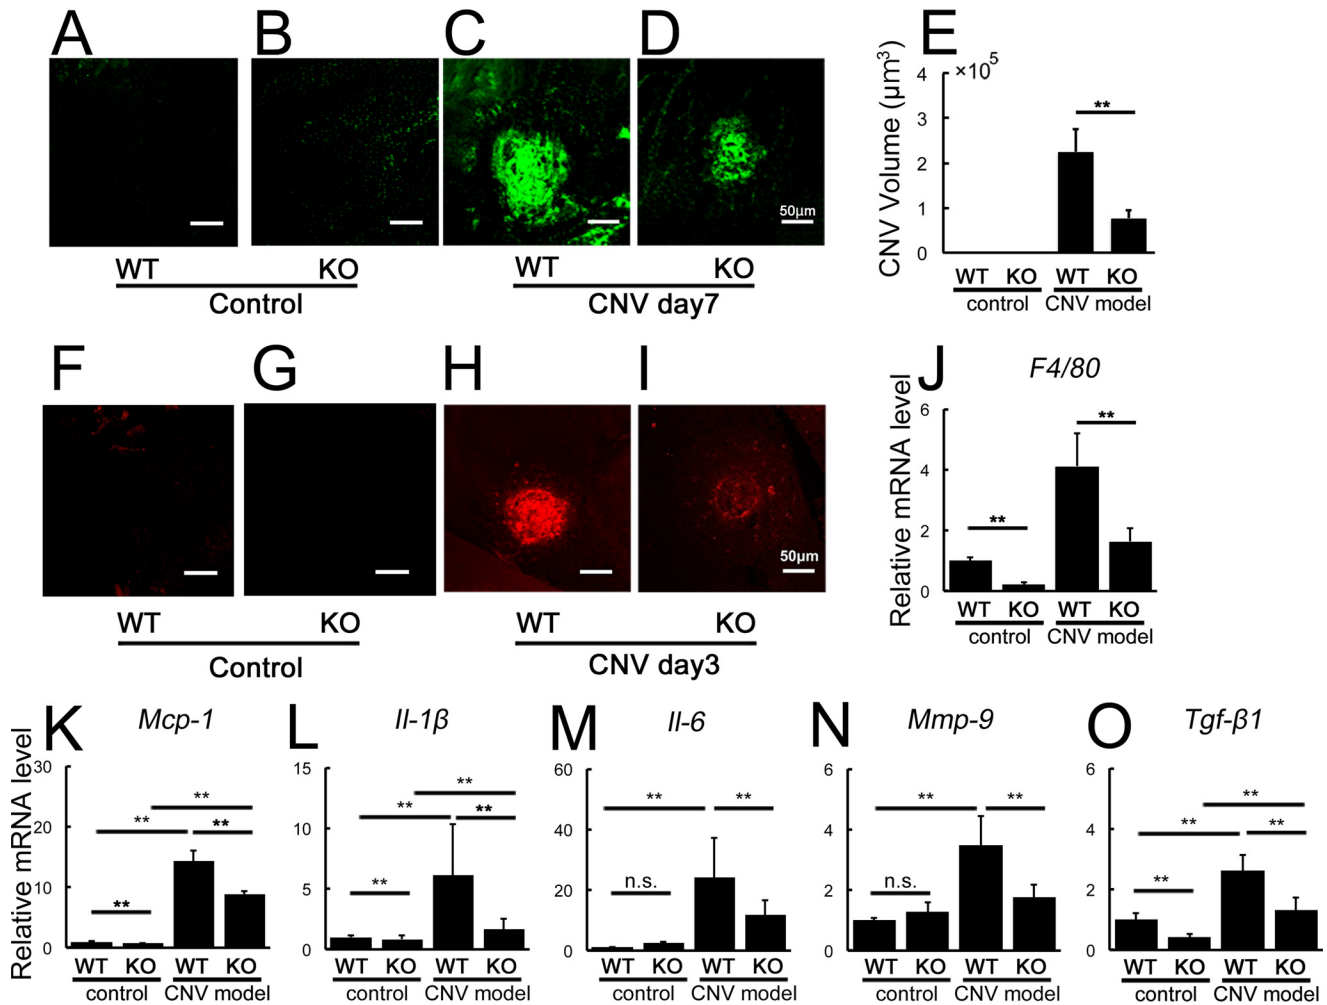 A B C D E
×10⁵
CNV Volume (µm³)
4
3
2
1
0
**
50µm
WT KO WT KO
Control CNV day7
WT KO WT KO
control CNV model
F G H I J
F4/80
Relative mRNA level
6
4
2
0
** **
50µm
WT KO WT KO
Control CNV day3
WT KO WT KO
control CNV model
K Mcp-1
Relative mRNA level
30
20
10
0
**
** **
**
WT KO WT KO
control CNV model
L Il-1β
15
10
5
0
**
** **
**
WT KO WT KO
control CNV model
M Il-6
60
40
20
0
** **
n.s.
WT KO WT KO
control CNV model
N Mmp-9
6
4
2
0
** **
n.s.
WT KO WT KO
control CNV model
O Tgf-β1
6
4
2
0
**
** **
**
WT KO WT KO
control CNV model